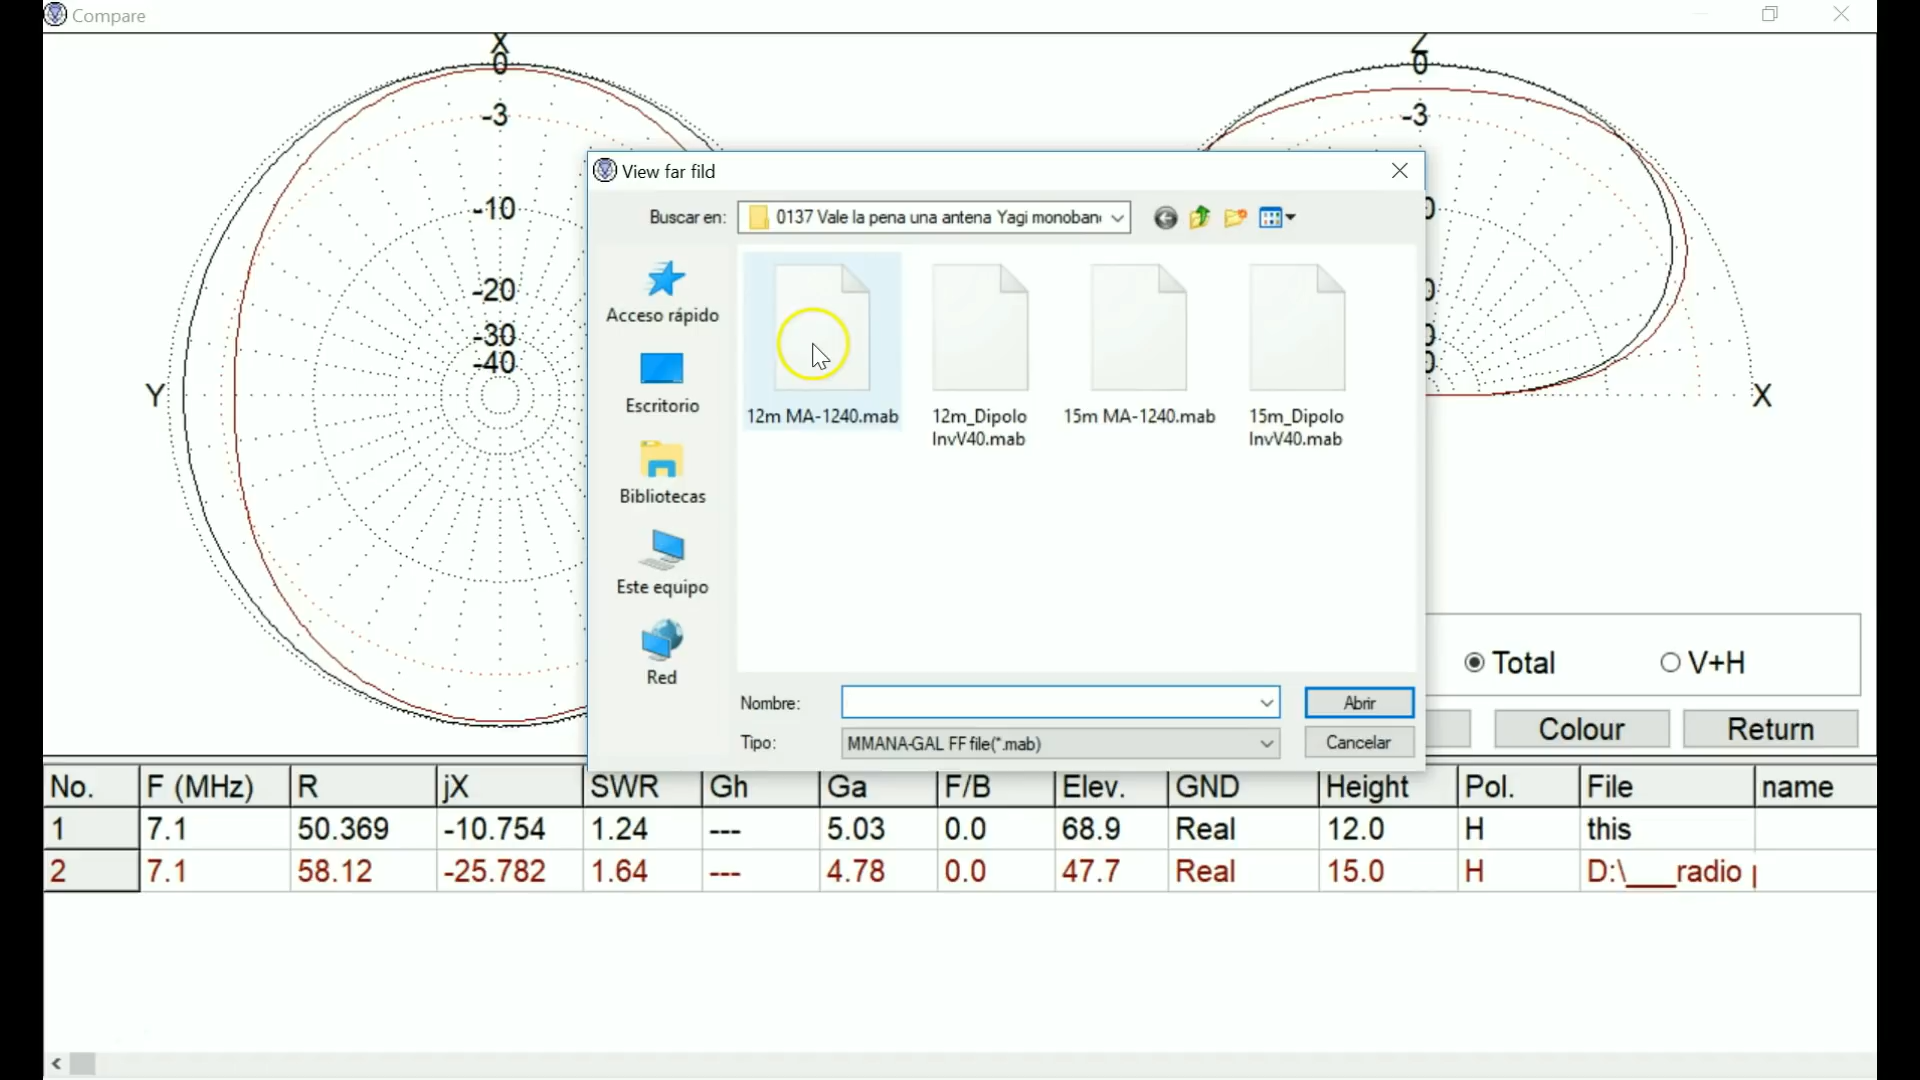 Compare
X
0
-3
-10
-20
-30
-40
Y
Z
0
-3
X
View far fild
Buscar en:
0137 Vale la pena una antena Yagi monoban
Acceso rápido
Escritorio
Bibliotecas
Este equipo
Red
12m MA-1240.mab
12m_Dipolo
InvV40.mab
15m MA-1240.mab
15m_Dipolo
InvV40.mab
Nombre:
Abrir
Tipo:
MMANA-GAL FF file(*.mab)
Cancelar
Total
V+H
Colour
Return
No. F (MHz) R jX SWR Gh Ga F/B Elev. GND Height Pol. File name
1 7.1 50.369 -10.754 1.24 --- 5.03 0.0 68.9 Real 12.0 H this
2 7.1 58.12 -25.782 1.64 --- 4.78 0.0 47.7 Real 15.0 H D:\___radio